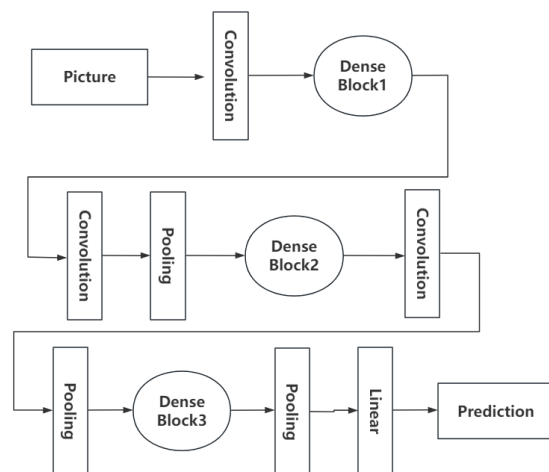 Picture
Convolution
Dense
Block1
Convolution
Pooling
Dense
Block2
Convolution
Pooling
Dense
Block3
Pooling
Linear
Prediction